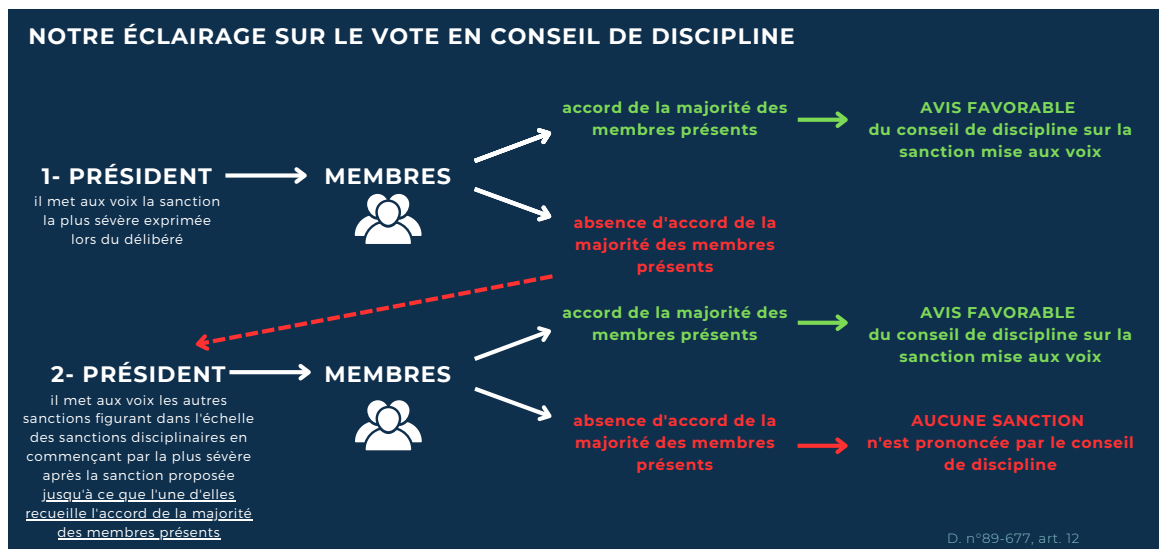 NOTRE ÉCLAIRAGE SUR LE VOTE EN CONSEIL DE DISCIPLINE
1- PRÉSIDENT
il met aux voix la sanction
la plus sévère exprimée
lors du délibéré
MEMBRES
accord de la majorité des
membres présents
AVIS FAVORABLE
du conseil de discipline sur la
sanction mise aux voix
absence d'accord de la
majorité des membres
présents
2- PRÉSIDENT
il met aux voix les autres
sanctions figurant dans l'échelle
des sanctions disciplinaires en
commençant par la plus sévère
après la sanction proposée
jusqu'à ce que l'une d'elles
recueille l'accord de la majorité
des membres présents
MEMBRES
accord de la majorité des
membres présents
AVIS FAVORABLE
du conseil de discipline sur la
sanction mise aux voix
absence d'accord de la
majorité des membres
présents
AUCUNE SANCTION
n'est prononcée par le conseil
de discipline
D. n°89-677, art. 12